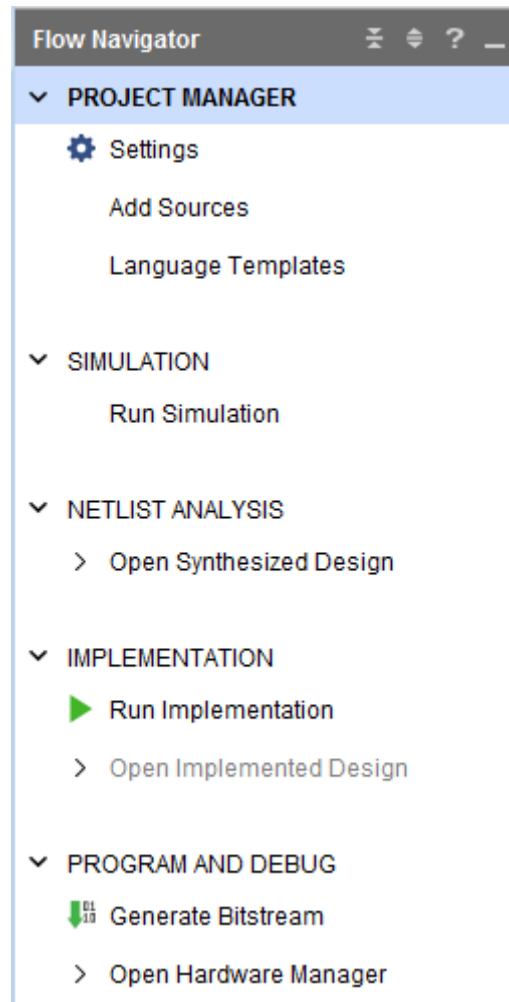 Flow Navigator ?
PROJECT MANAGER
Settings
Add Sources
Language Templates
SIMULATION
Run Simulation
NETLIST ANALYSIS
Open Synthesized Design
IMPLEMENTATION
Run Implementation
Open Implemented Design
PROGRAM AND DEBUG
Generate Bitstream
Open Hardware Manager